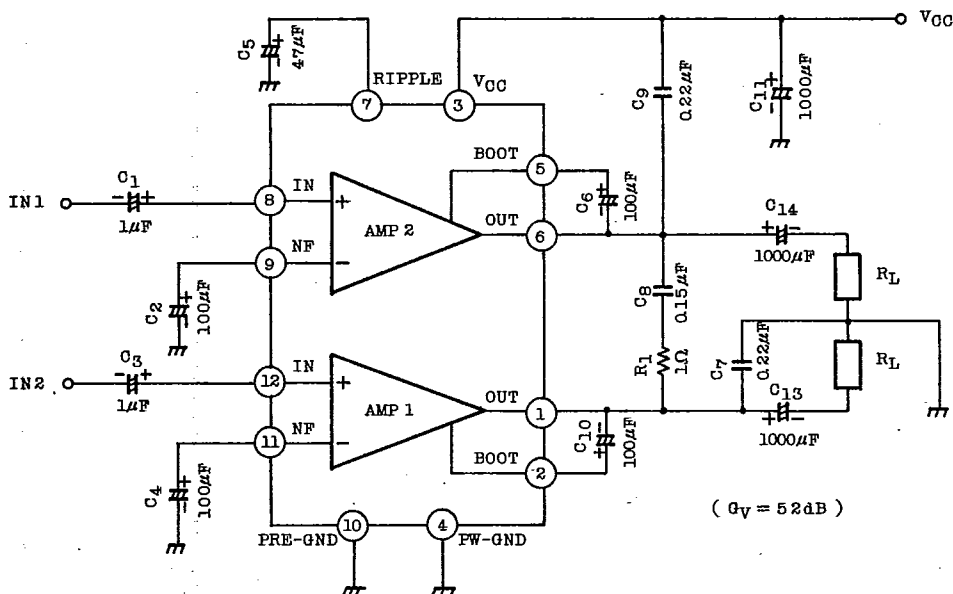 C5
47μF
VCC
RIPPLE
VCC
7
3
C9
0.22μF
C11
1000μF
BOOT
5
C1
IN1
1μF
8
IN
AMP 2
OUT
6
C6
100μF
C14
1000μF
NF
9
C2
100μF
C8
0.15μF
RL
C3
IN2
1μF
12
IN
R1
1Ω
C7
0.22μF
RL
AMP 1
OUT
1
C13
1000μF
NF
11
C10
100μF
BOOT
2
C4
100μF
( GV = 52dB )
10
4
PRE-GND
PW-GND